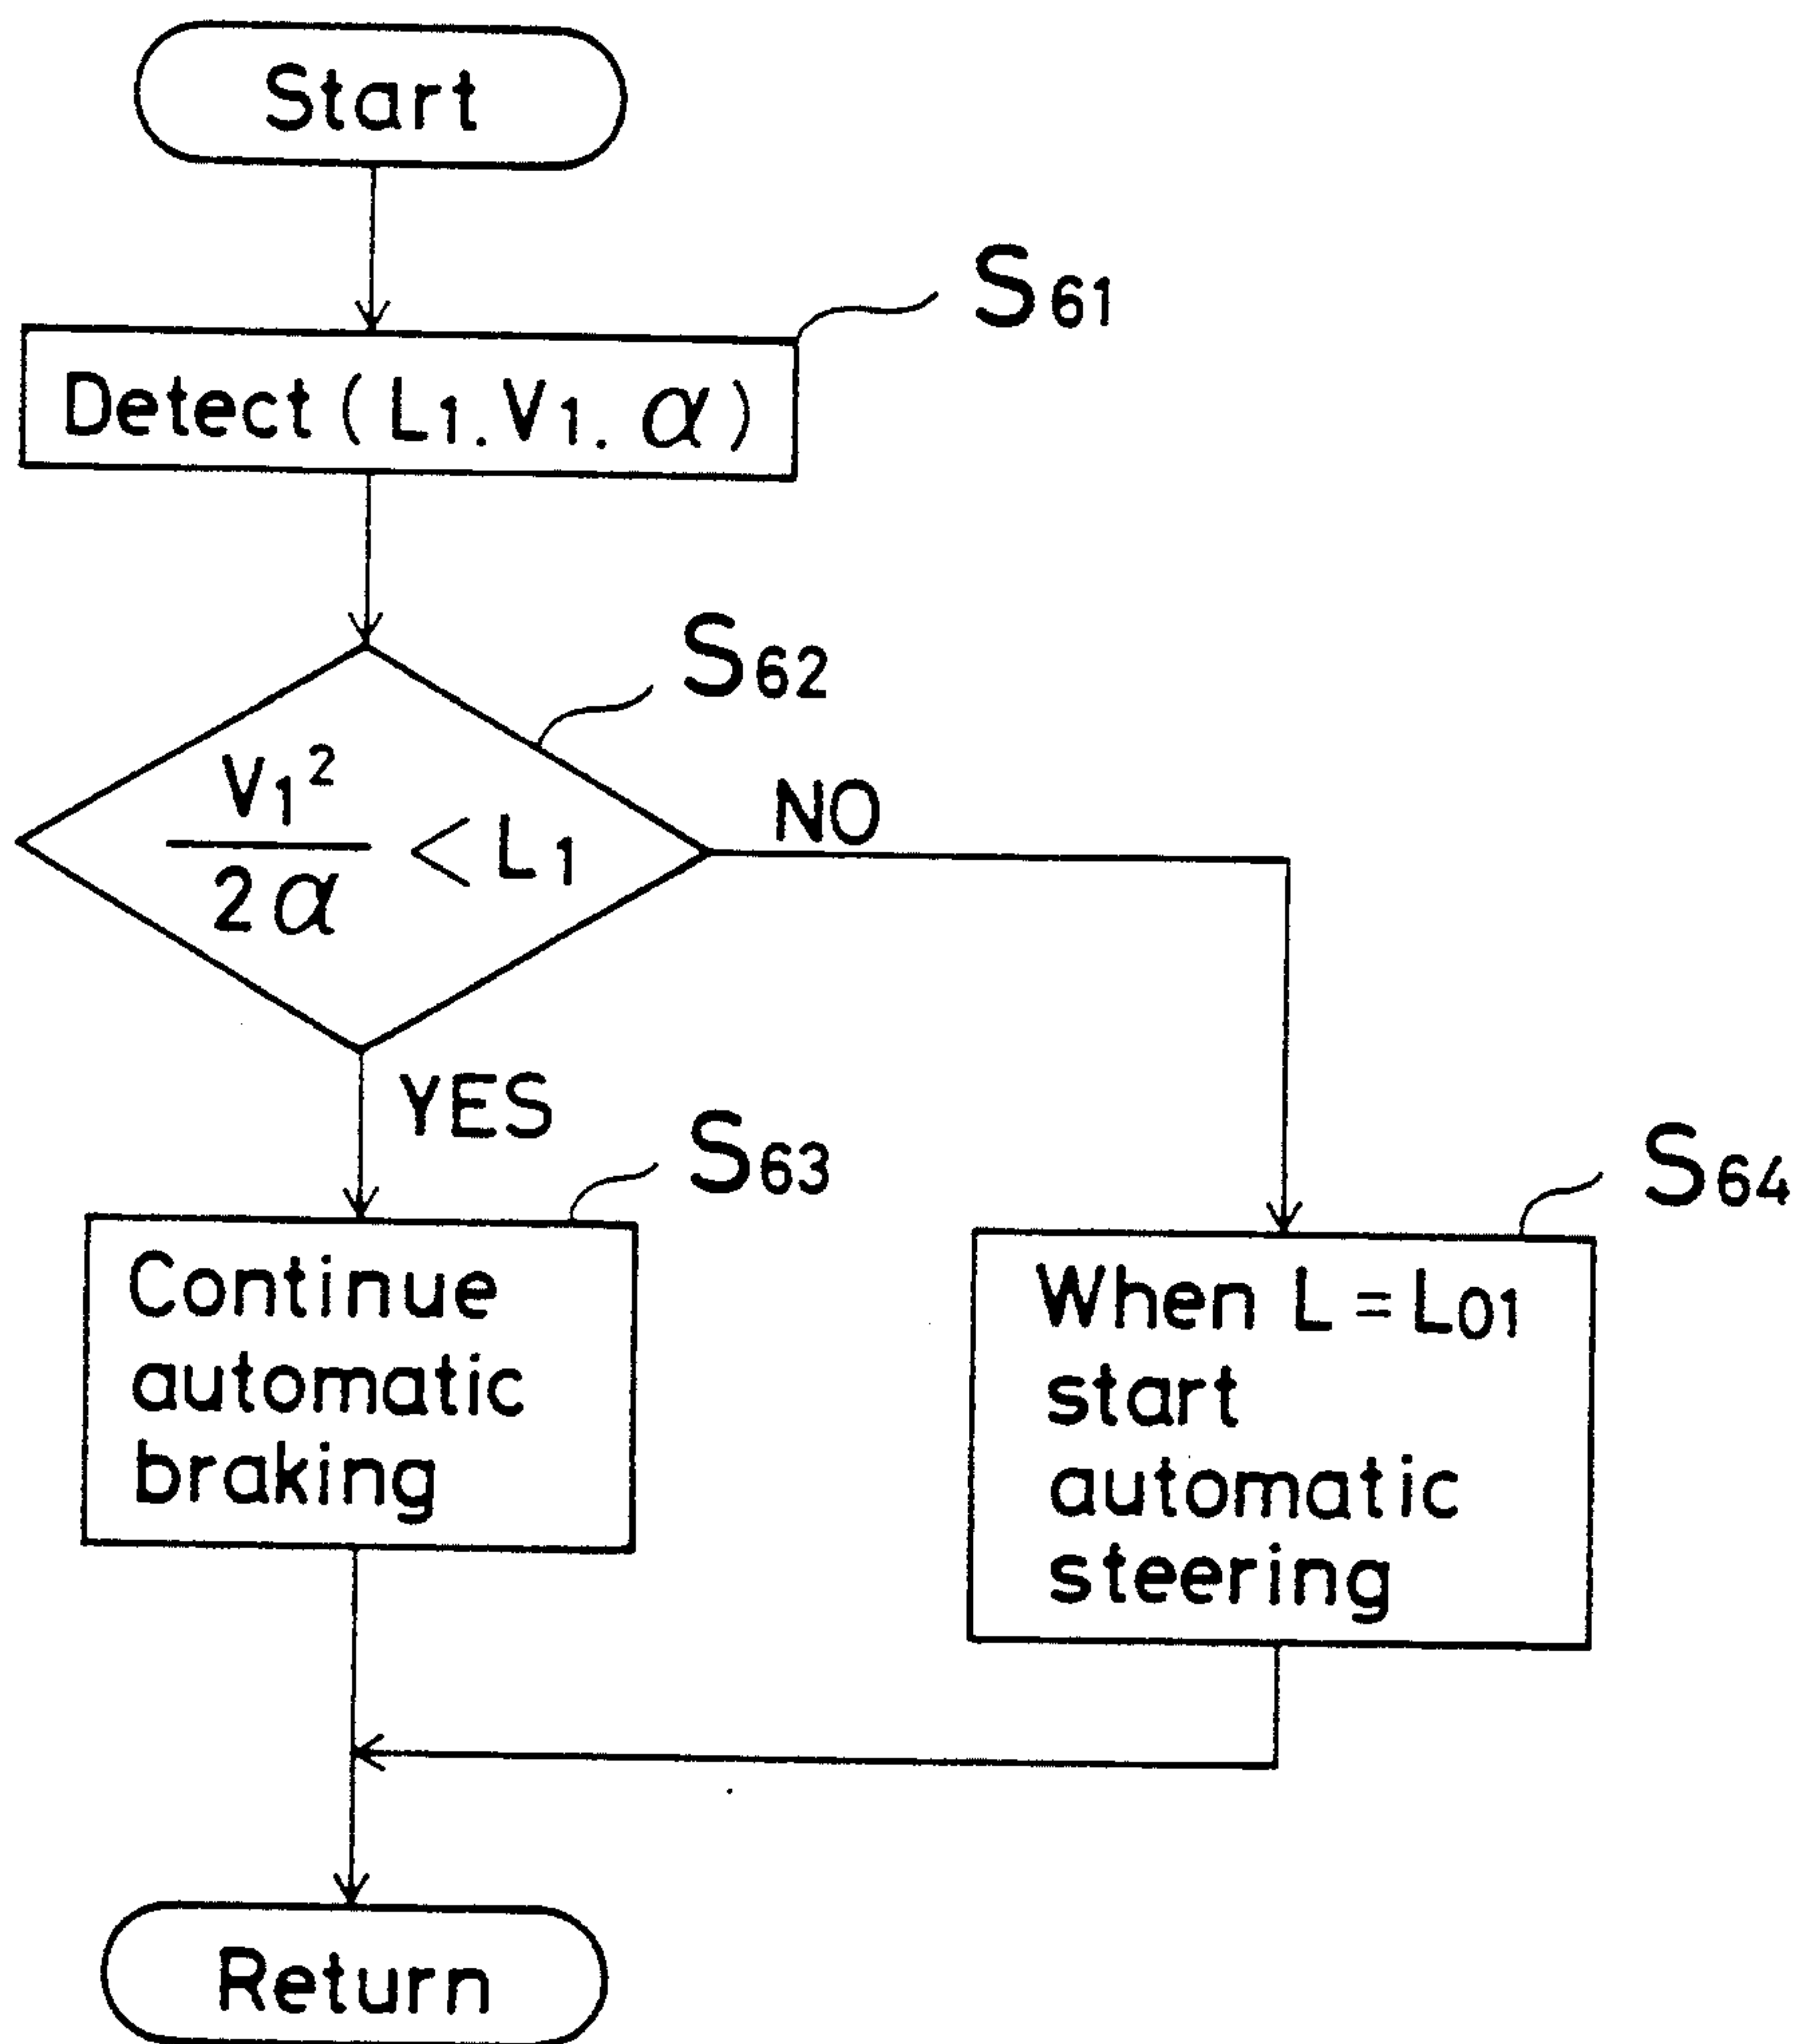 Start
S61
Detect (L1. V1. α)
S62
V1²
2α
< L1
NO
YES
S63
S64
Continue
automatic
braking
When L = L01
start
automatic
steering
Return